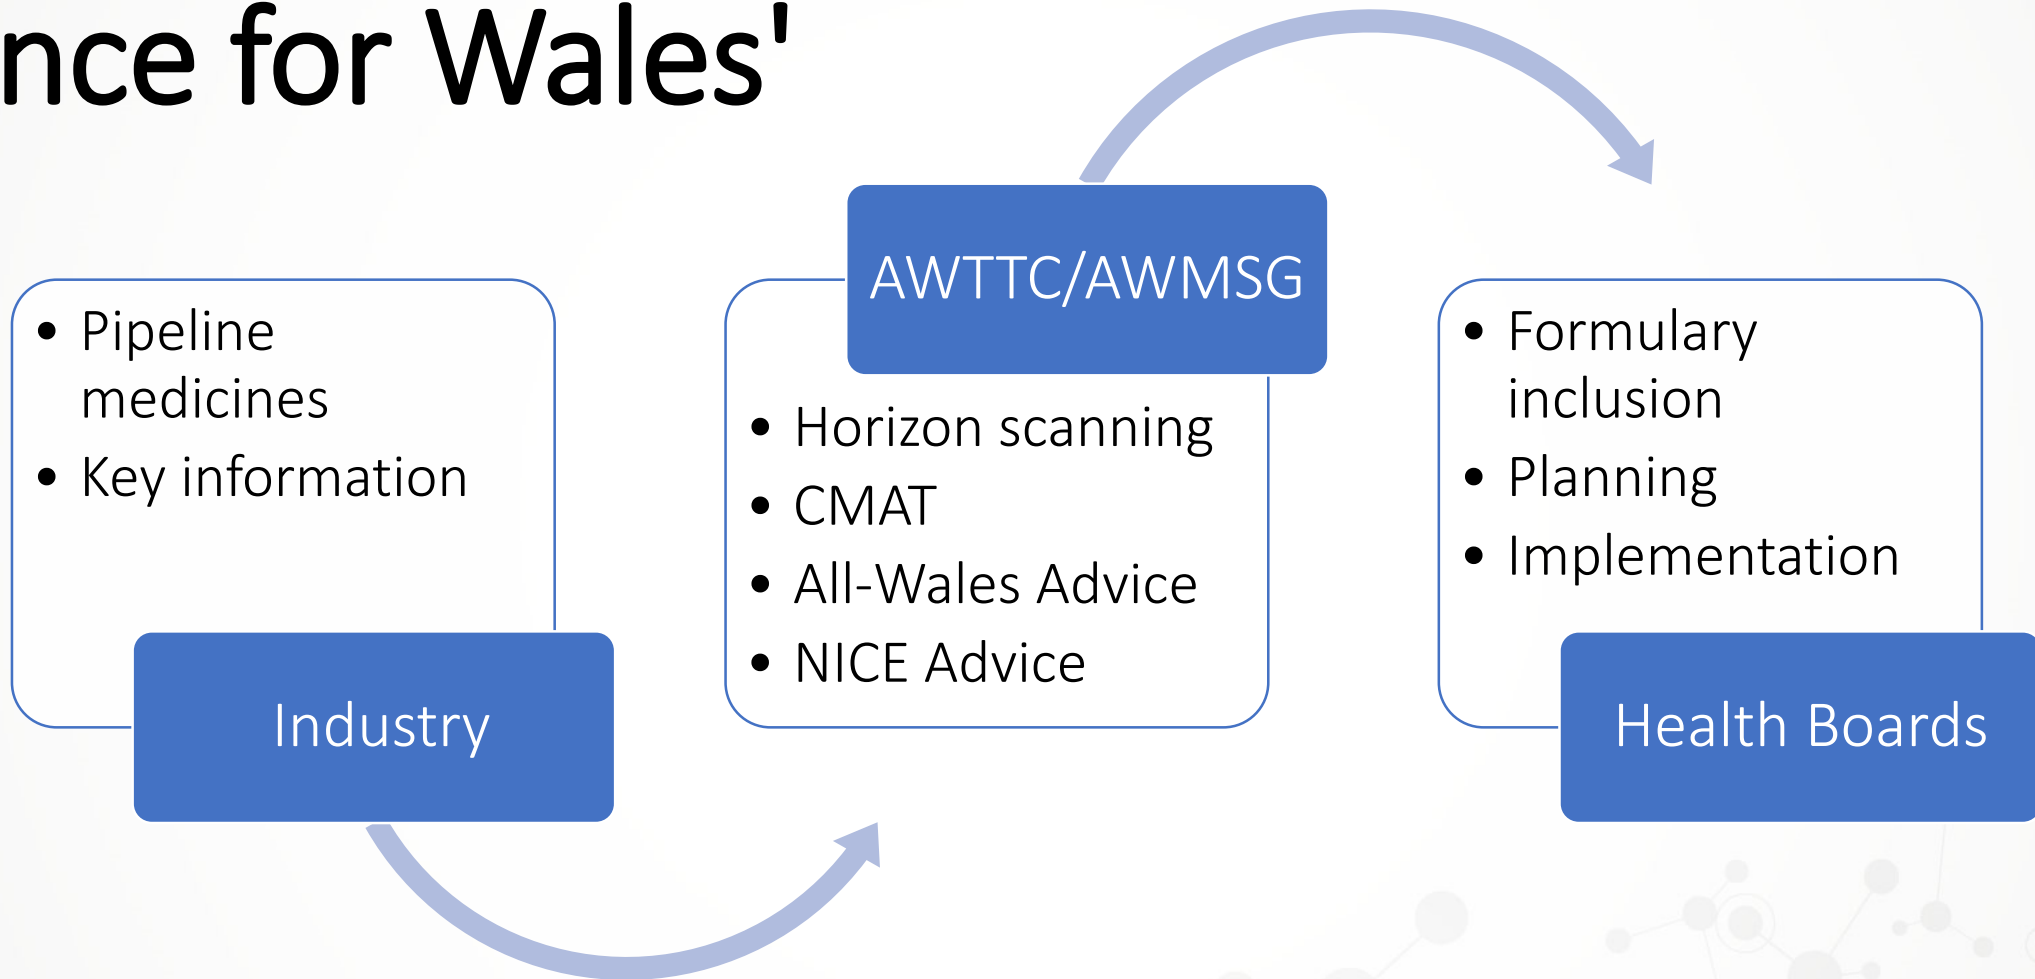 nce for Wales'
• Pipeline
medicines
• Key information
Industry
AWTTC/AWMSG
• Horizon scanning
• CMAT
• All-Wales Advice
• NICE Advice
• Formulary
inclusion
• Planning
• Implementation
Health Boards